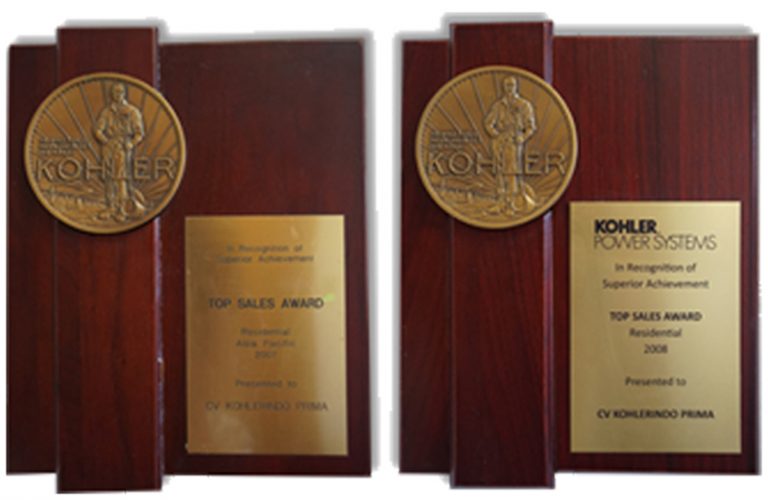 KOHLER
In Recognition of
Superior Achievement
TOP SALES AWARD
Residential
Asia Pacific
2007
Presented to
CV KOHLERINDO PRIMA
KOHLER
KOHLER
POWER SYSTEMS
In Recognition of
Superior Achievement
TOP SALES AWARD
Residential
2008
Presented to
CV KOHLERINDO PRIMA